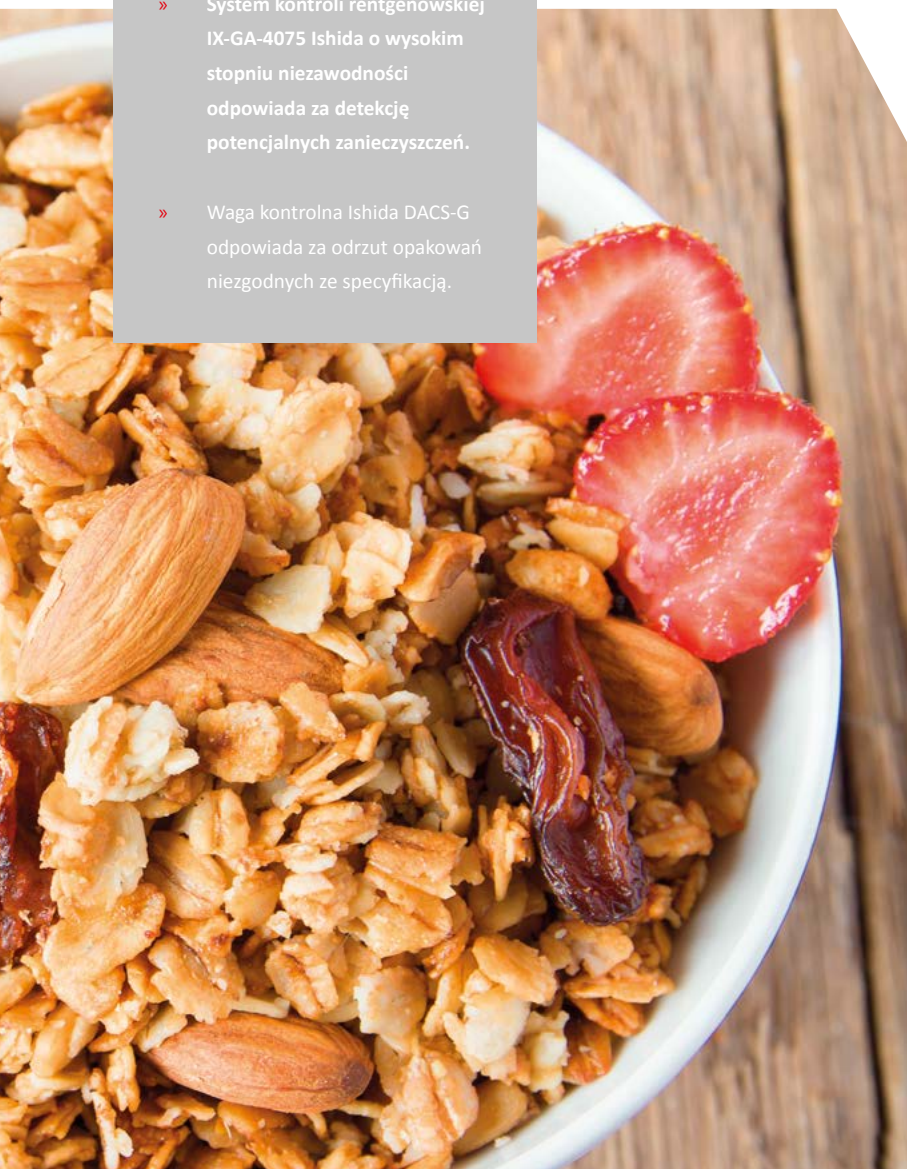 » System kontroli rentgenowskiej
IX-GA-4075 Ishida o wysokim
stopniu niezawodności
odpowiada za detekcję
potencjalnych zanieczyszczeń.
» Waga kontrolna Ishida DACS-G
odpowiada za odrzut opakowań
niezgodnych ze specyfikacją.